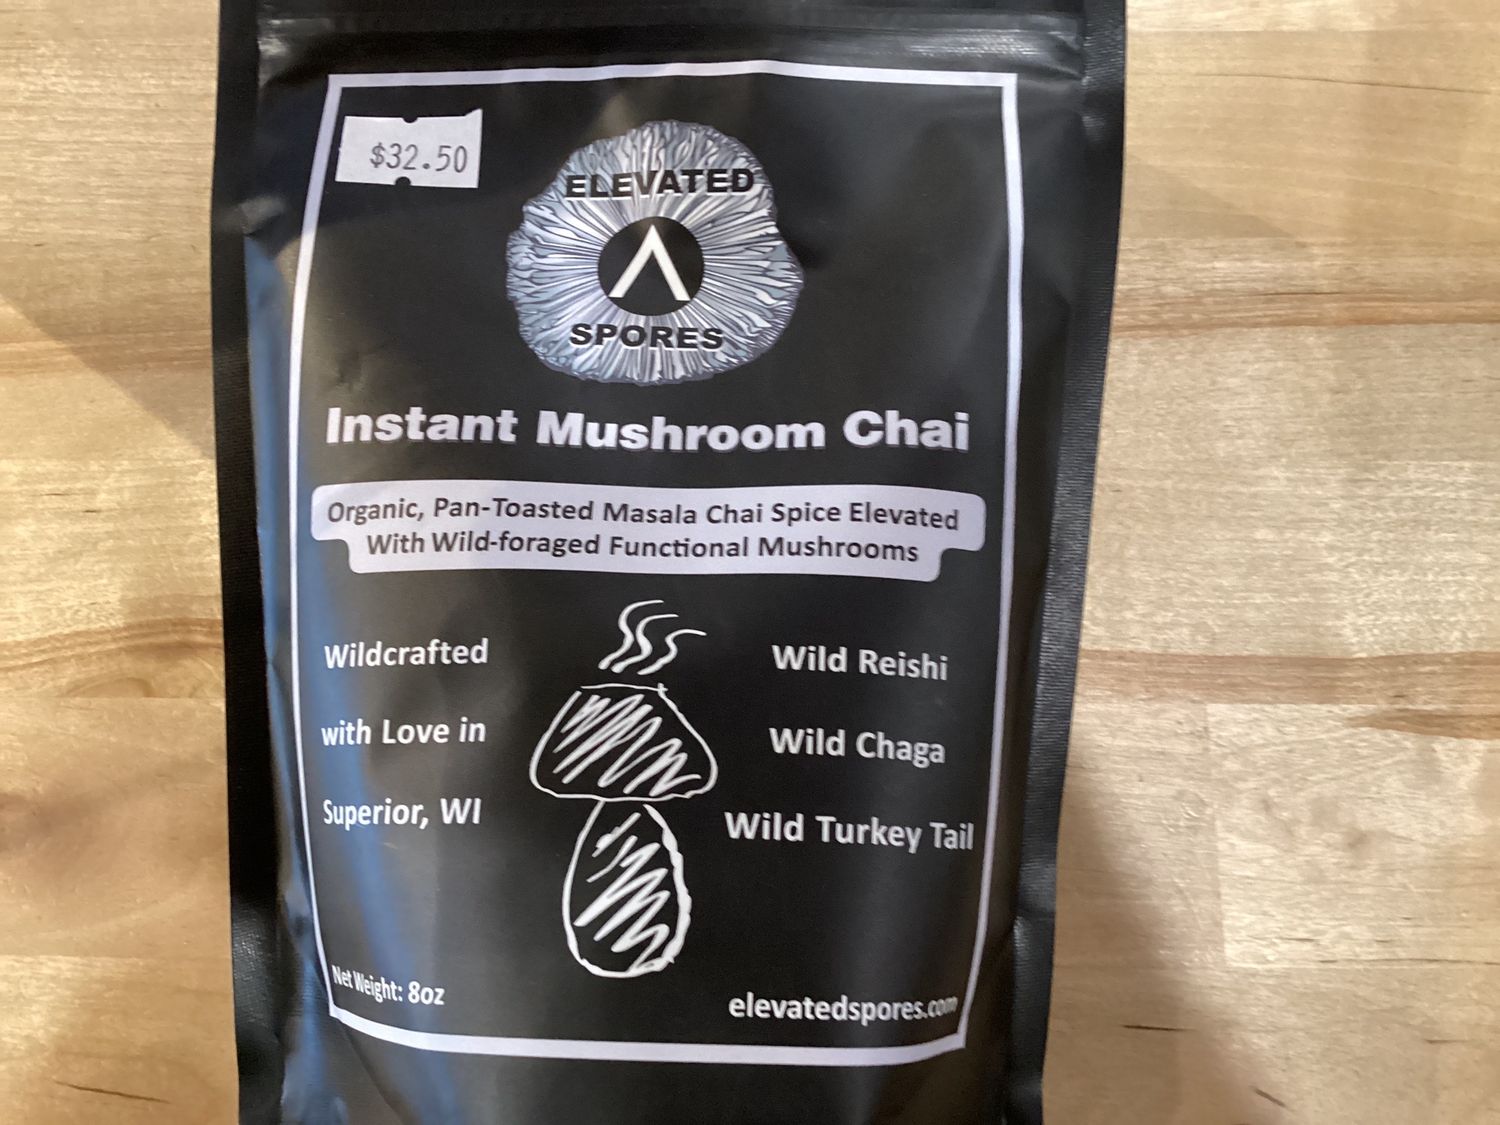 $32.50
ELEVATED
SPORES
Instant Mushroom Chai
Organic, Pan-Toasted Masala Chai Spice Elevated
With Wild-foraged Functional Mushrooms
Wildcrafted
with Love in
Superior, WI
Wild Reishi
Wild Chaga
Wild Turkey Tail
Net Weight: 8oz
elevatedspores.com